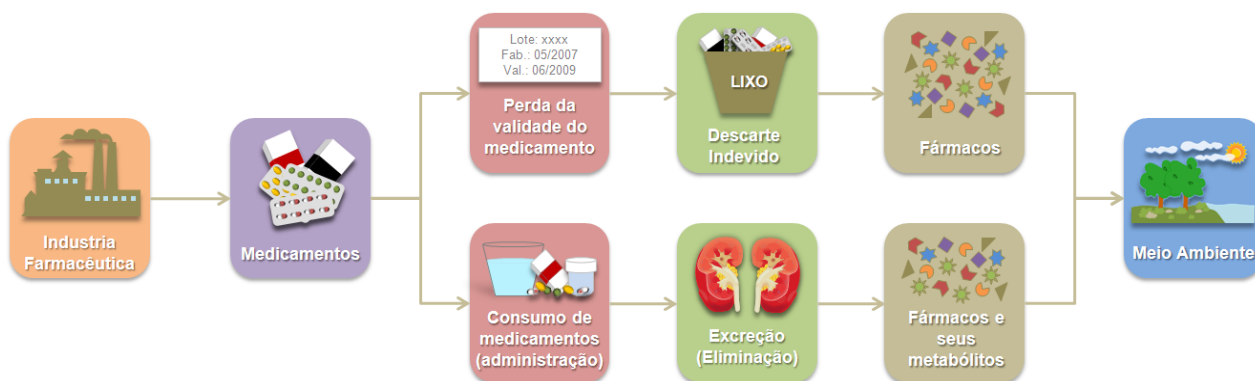 Industria
Farmacéutica
Medicamentos
Lote: xxxx
Fab.: 05/2007
Val.: 06/2009
Perda da
validade do
medicamento
LIXO
Descarte
Indevido
Fármacos
Consumo de
medicamentos
(administração)
Excreção
(Eliminação)
Fármacos e
seus
metabólitos
Meio Ambiente